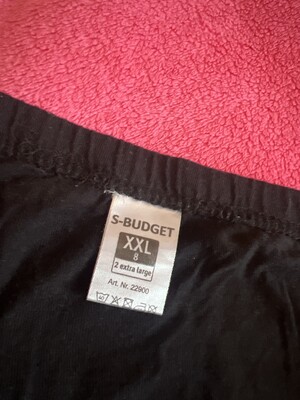 S-BUDGET
XXL
8
2 extra large
Art. Nr. 22900